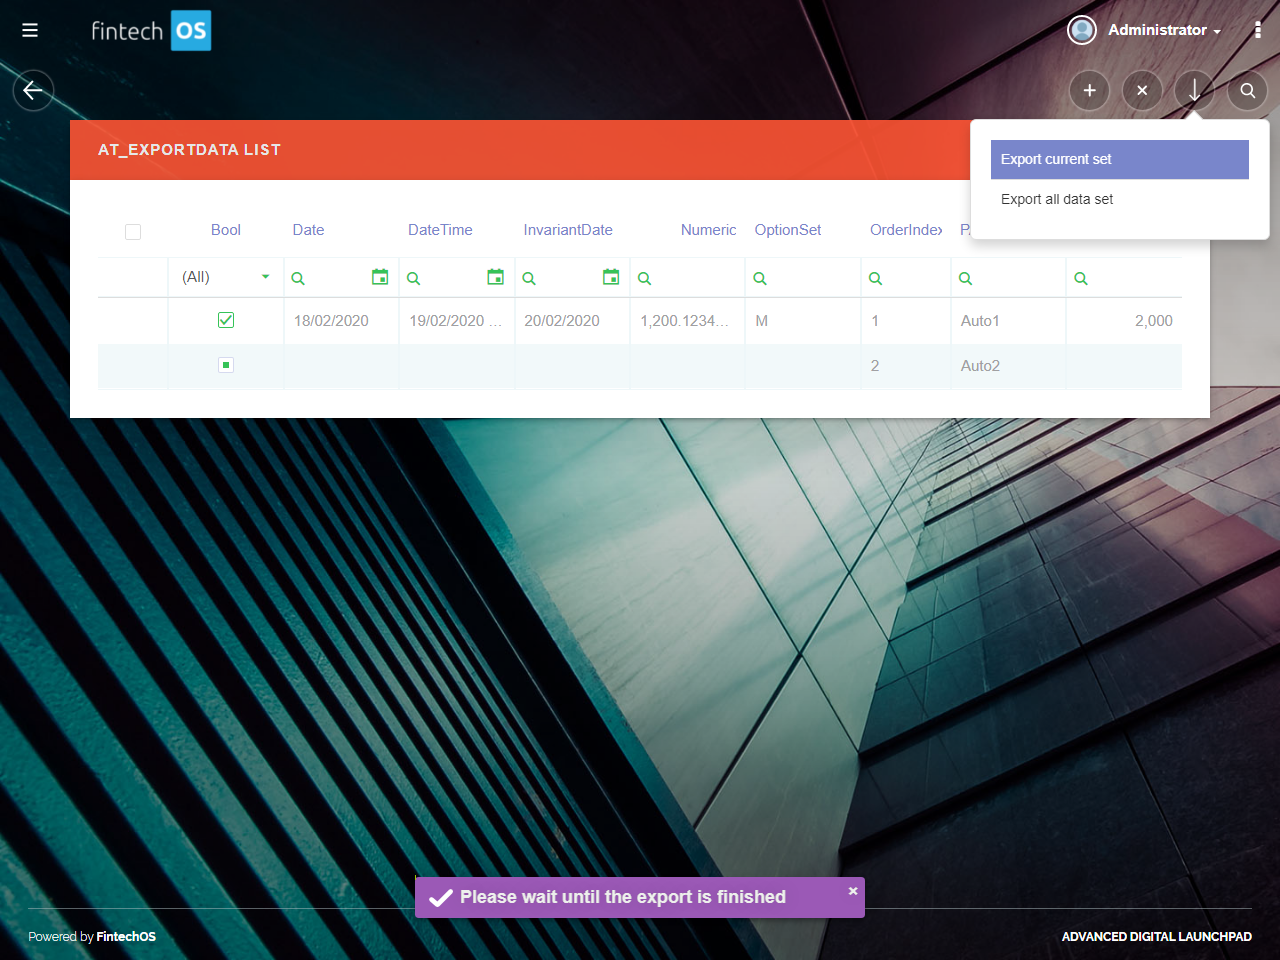 fintech OS
Administrator
AT_EXPORTDATA LIST
Export current set
Export all data set
Bool Date DateTime InvariantDate Numeric OptionSet OrderIndex
(All)
18/02/2020 19/02/2020 ... 20/02/2020 1,200.1234... M 1 Auto1 2,000
2 Auto2
Please wait until the export is finished
Powered by FintechOS
ADVANCED DIGITAL LAUNCHPAD